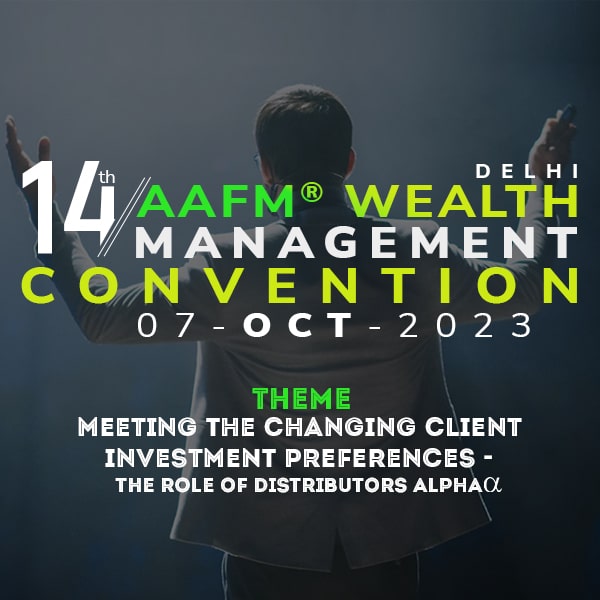 DELHI
14th AAFM® WEALTH
MANAGEMENT
CONVENTION
07-OCT-2023
THEME
MEETING THE CHANGING CLIENT
INVESTMENT PREFERENCES -
THE ROLE OF DISTRIBUTORS ALPHAα